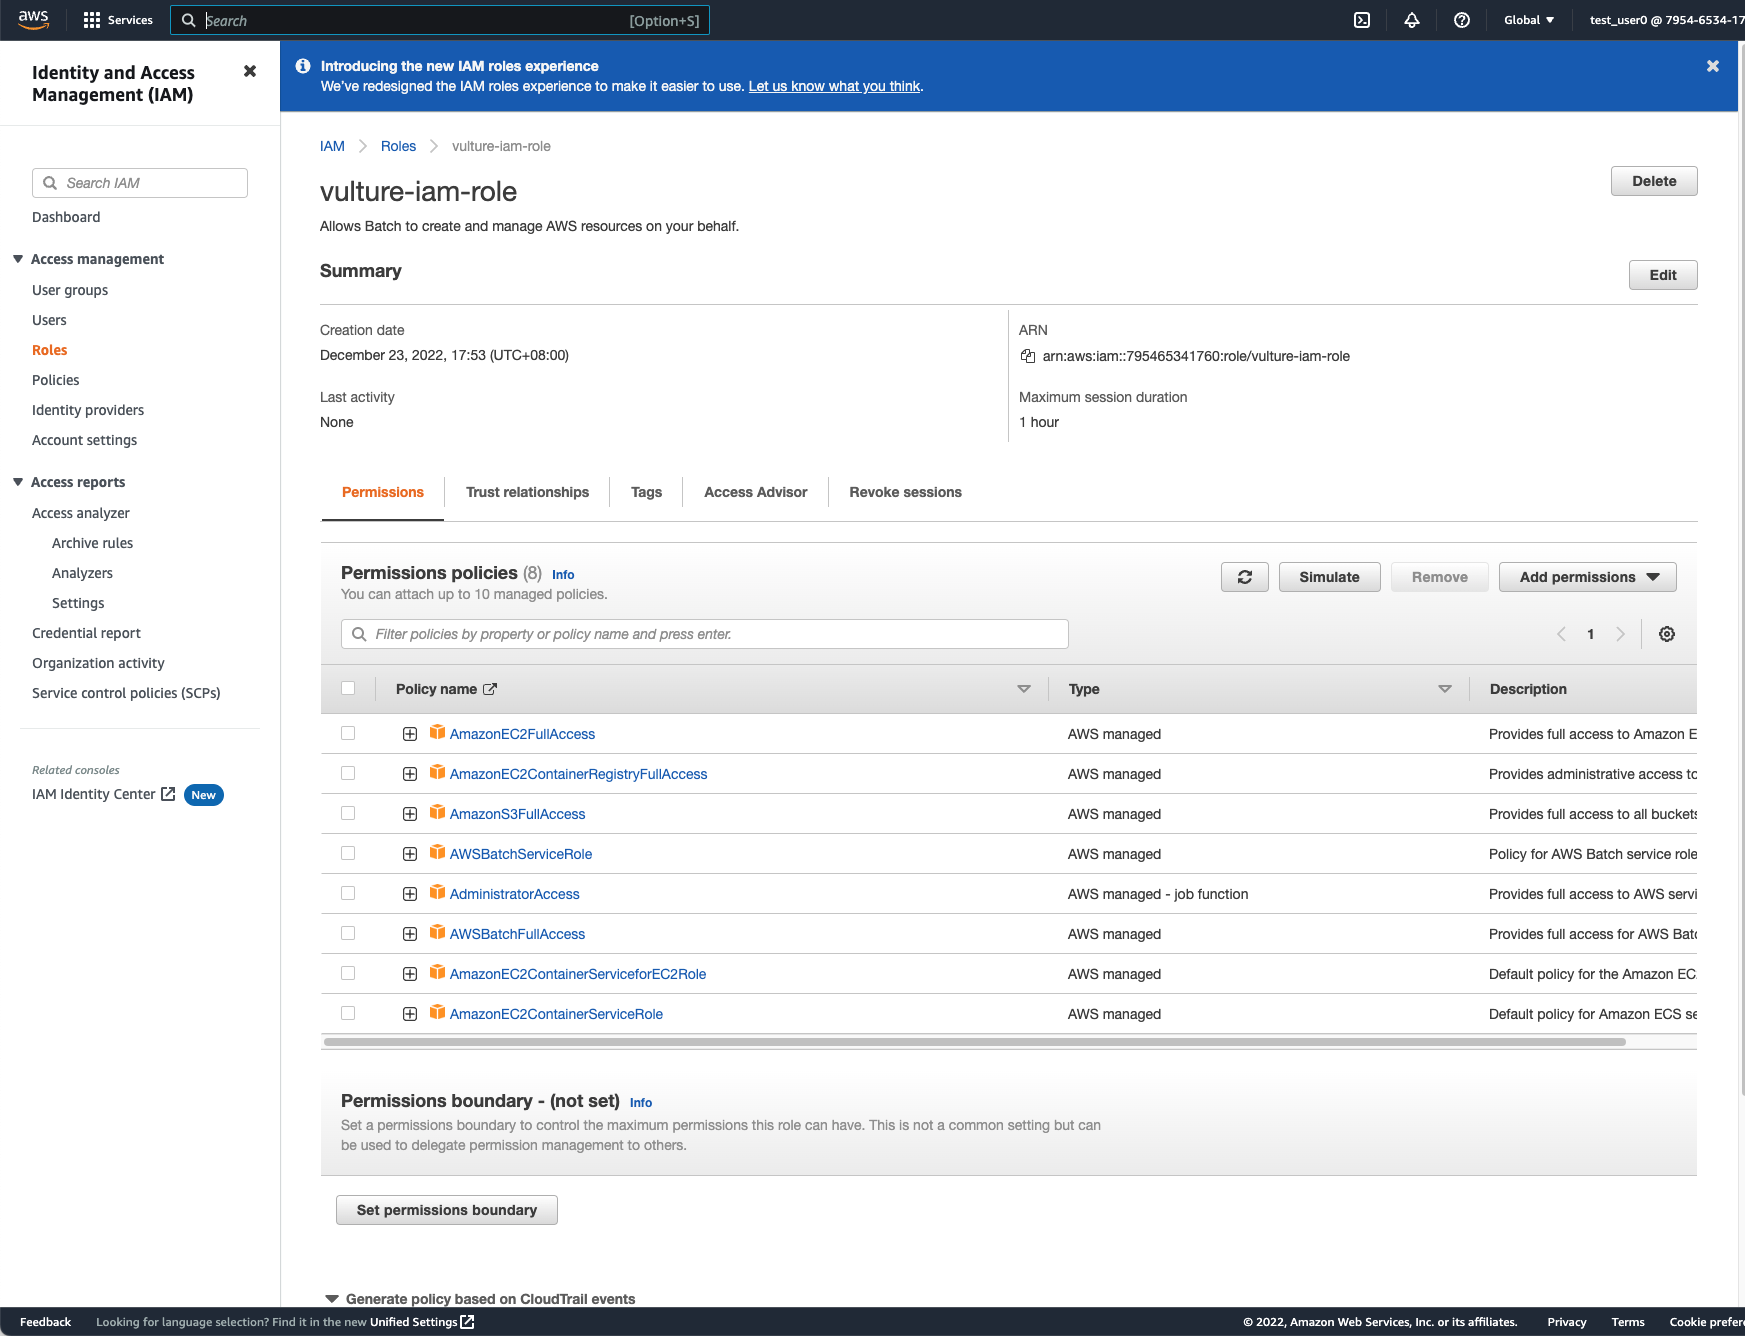 aws
Services
Search
[Option+S]
Global
test_user0 @ 7954-6534-17
Identity and Access
Management (IAM)
Search IAM
Dashboard
Access management
User groups
Users
Roles
Policies
Identity providers
Account settings
Access reports
Access analyzer
Archive rules
Analyzers
Settings
Credential report
Organization activity
Service control policies (SCPs)
Related consoles
IAM Identity Center New
Introducing the new IAM roles experience
We've redesigned the IAM roles experience to make it easier to use. Let us know what you think.
IAM Roles vulture-iam-role
vulture-iam-role
Delete
Allows Batch to create and manage AWS resources on your behalf.
Summary
Edit
Creation date
December 23, 2022, 17:53 (UTC+08:00)
ARN
arn:aws:iam::795465341760:role/vulture-iam-role
Last activity
None
Maximum session duration
1 hour
Permissions Trust relationships Tags Access Advisor Revoke sessions
Permissions policies (8) Info
You can attach up to 10 managed policies.
Simulate Remove Add permissions
Filter policies by property or policy name and press enter.
1
Policy name Type Description
AmazonEC2FullAccess AWS managed Provides full access to Amazon E
AmazonEC2ContainerRegistryFullAccess AWS managed Provides administrative access to
AmazonS3FullAccess AWS managed Provides full access to all buckets
AWSBatchServiceRole AWS managed Policy for AWS Batch service role
AdministratorAccess AWS managed - job function Provides full access to AWS servi
AWSBatchFullAccess AWS managed Provides full access for AWS Batc
AmazonEC2ContainerServiceforEC2Role AWS managed Default policy for the Amazon EC
AmazonEC2ContainerServiceRole AWS managed Default policy for Amazon ECS se
Permissions boundary - (not set) Info
Set a permissions boundary to control the maximum permissions this role can have. This is not a common setting but can
be used to delegate permission management to others.
Set permissions boundary
Generate policy based on CloudTrail events
Feedback
Looking for language selection? Find it in the new Unified Settings
© 2022, Amazon Web Services, Inc. or its affiliates.
Privacy
Terms
Cookie prefer